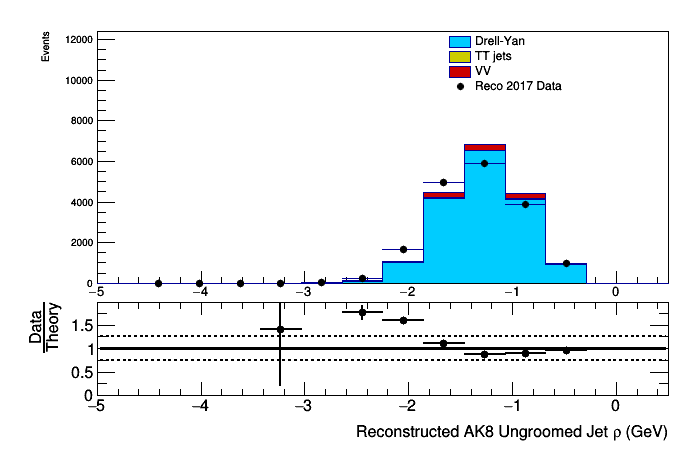 Events
12000
10000
8000
6000
4000
2000
0
Drell-Yan
TT jets
VV
Reco 2017 Data
−5 −4 −3 −2 −1 0
Data
Theory
1.5
1
0.5
0
−5 −4 −3 −2 −1 0
Reconstructed AK8 Ungroomed Jet ρ (GeV)